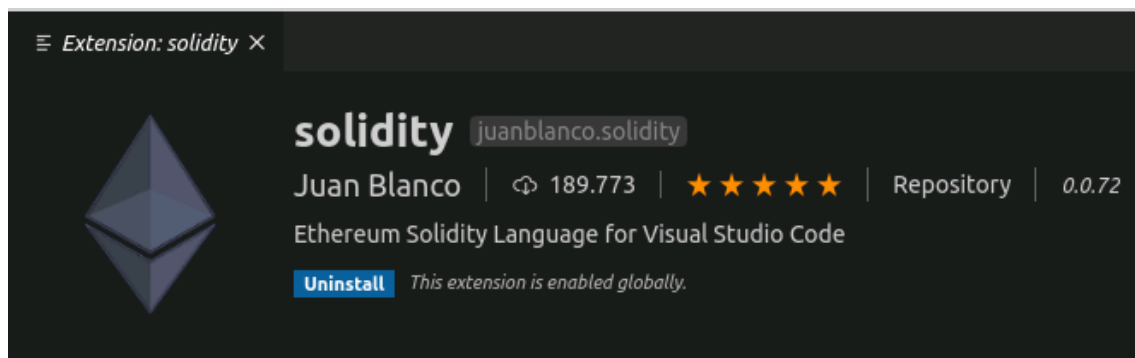 Extension: solidity
solidity juanblanco.solidity
Juan Blanco 189.773 Repository 0.0.72
Ethereum Solidity Language for Visual Studio Code
Uninstall This extension is enabled globally.